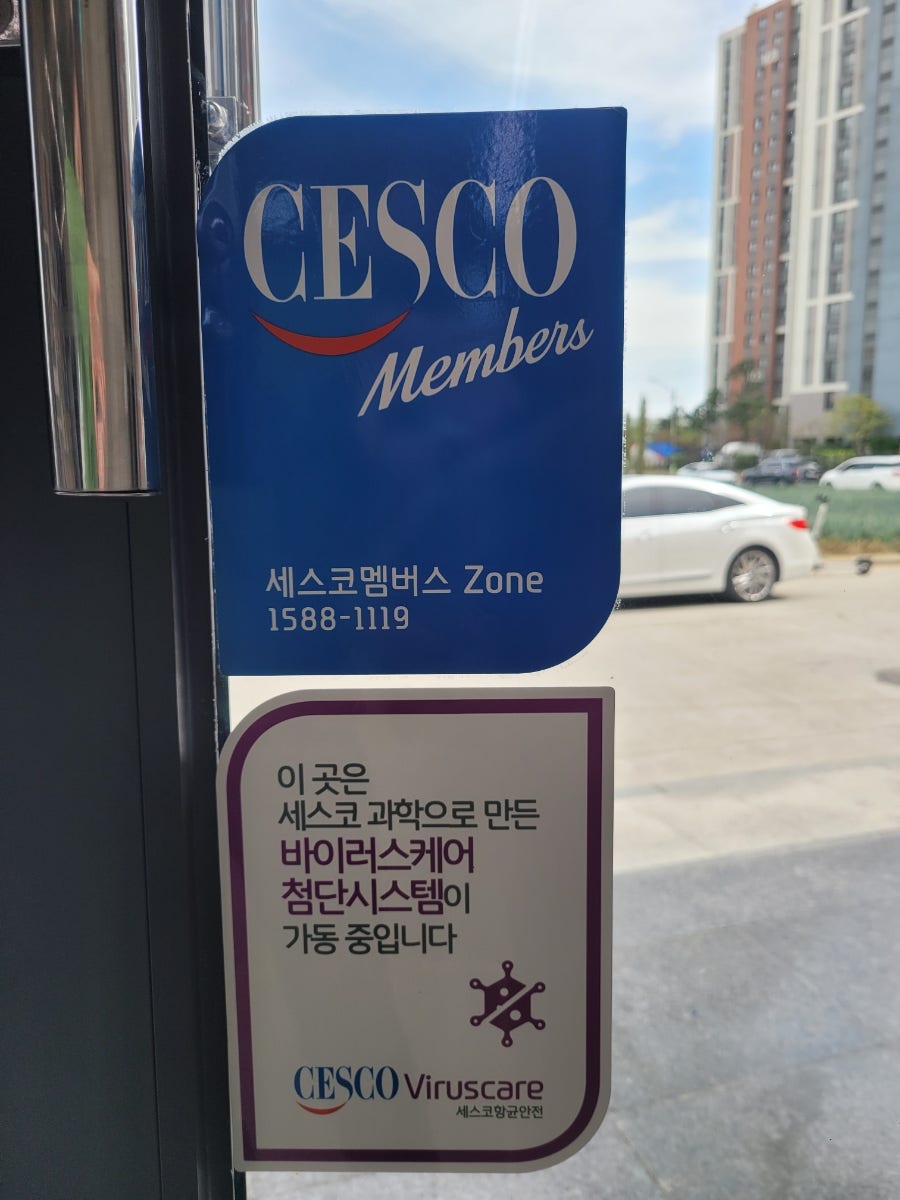 CESCO
Members
세스코멤버스 Zone
1588-1119
이 곳은
세스코 과학으로 만든
바이러스케어
첨단시스템이
가동 중입니다
CESCO Viruscare
세스코항균안전